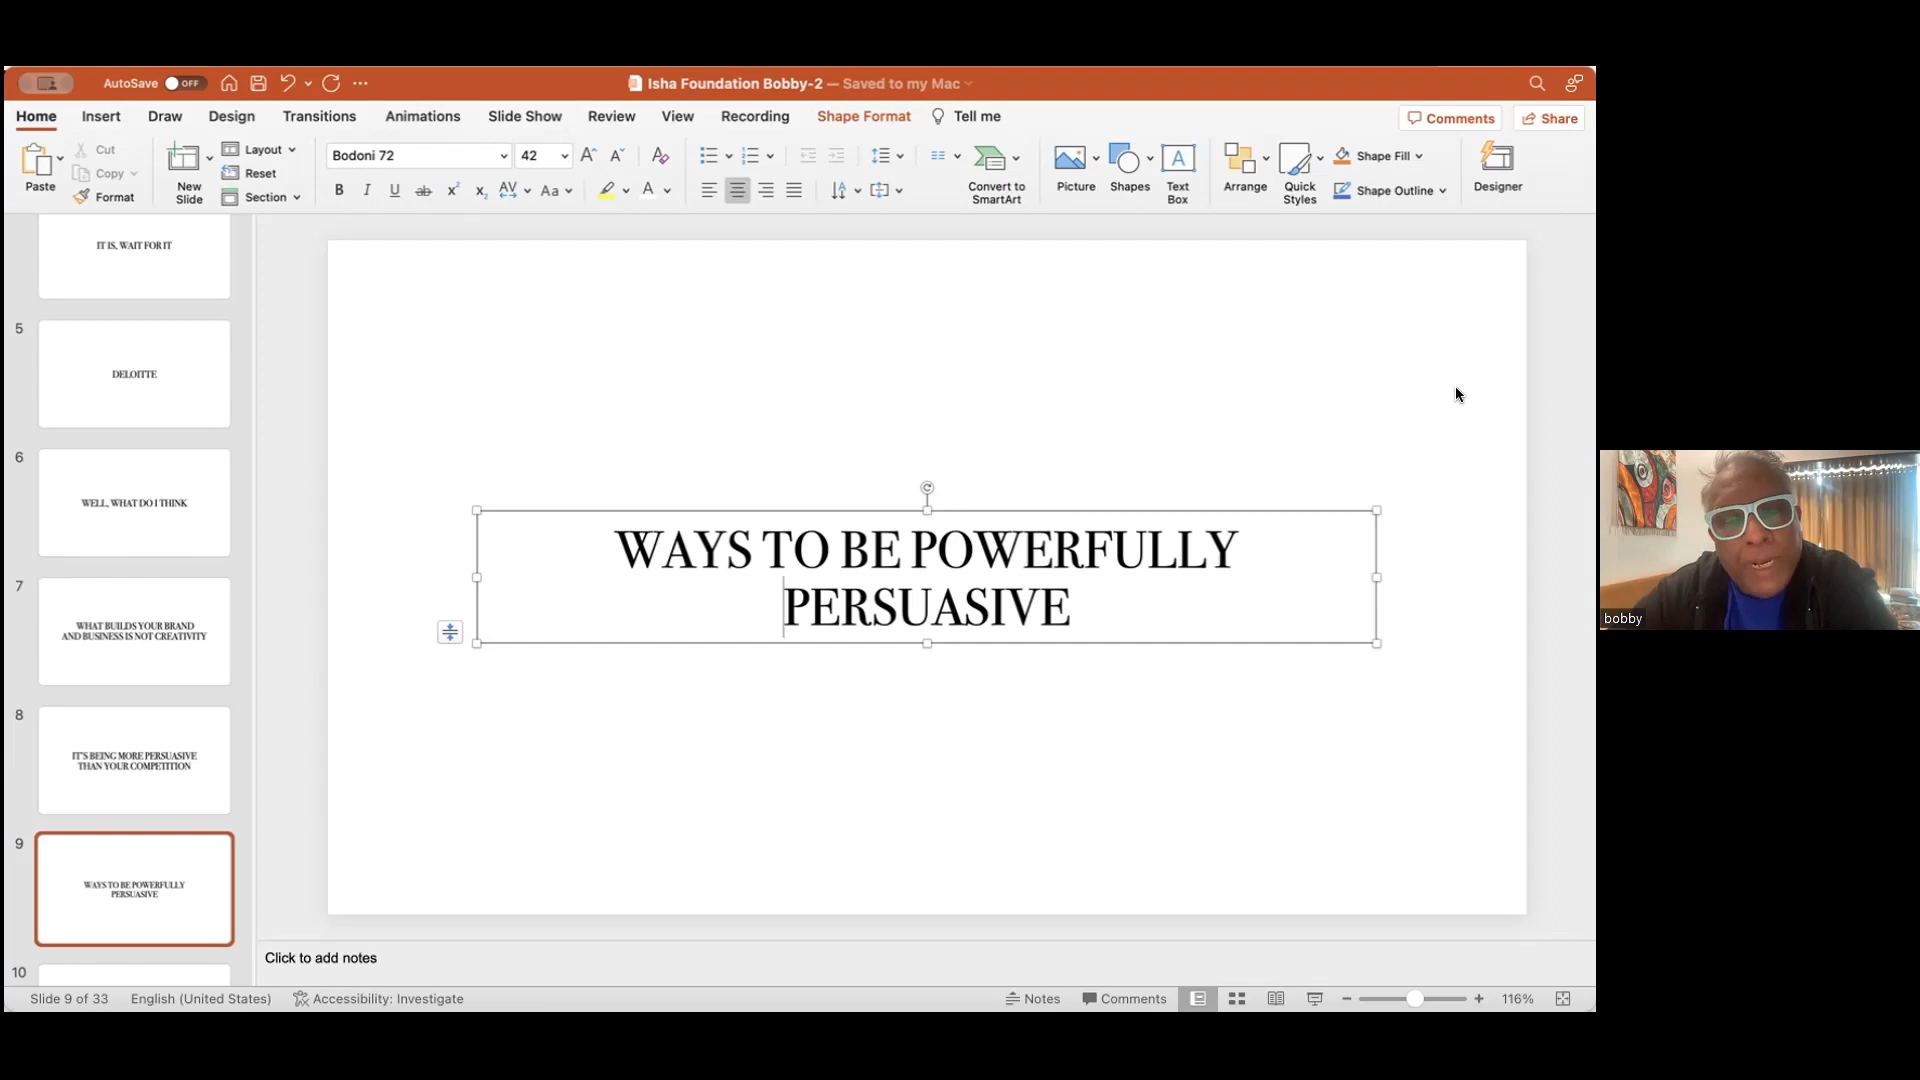 AutoSave OFF
Isha Foundation Bobby-2 — Saved to my Mac
Home Insert Draw Design Transitions Animations Slide Show Review View Recording Shape Format Tell me
Comments Share
Paste
Cut
Copy
Format
New Slide
Layout
Reset
Section
Bodoni 72
42
Convert to SmartArt
Picture
Shapes
Text Box
Arrange
Quick Styles
Shape Fill
Shape Outline
Designer
IT IS, WAIT FOR IT
5
DELOITTE
6
WELL, WHAT DO I THINK
7
WHAT BUILDS YOUR BRAND
AND BUSINESS IS NOT CREATIVITY
8
IT'S BEING MORE PERSUASIVE
THAN YOUR COMPETITION
9
WAYS TO BE POWERFULLY
PERSUASIVE
10
WAYS TO BE POWERFULLY
PERSUASIVE
Click to add notes
Slide 9 of 33 English (United States) Accessibility: Investigate
Notes Comments 116%
bobby